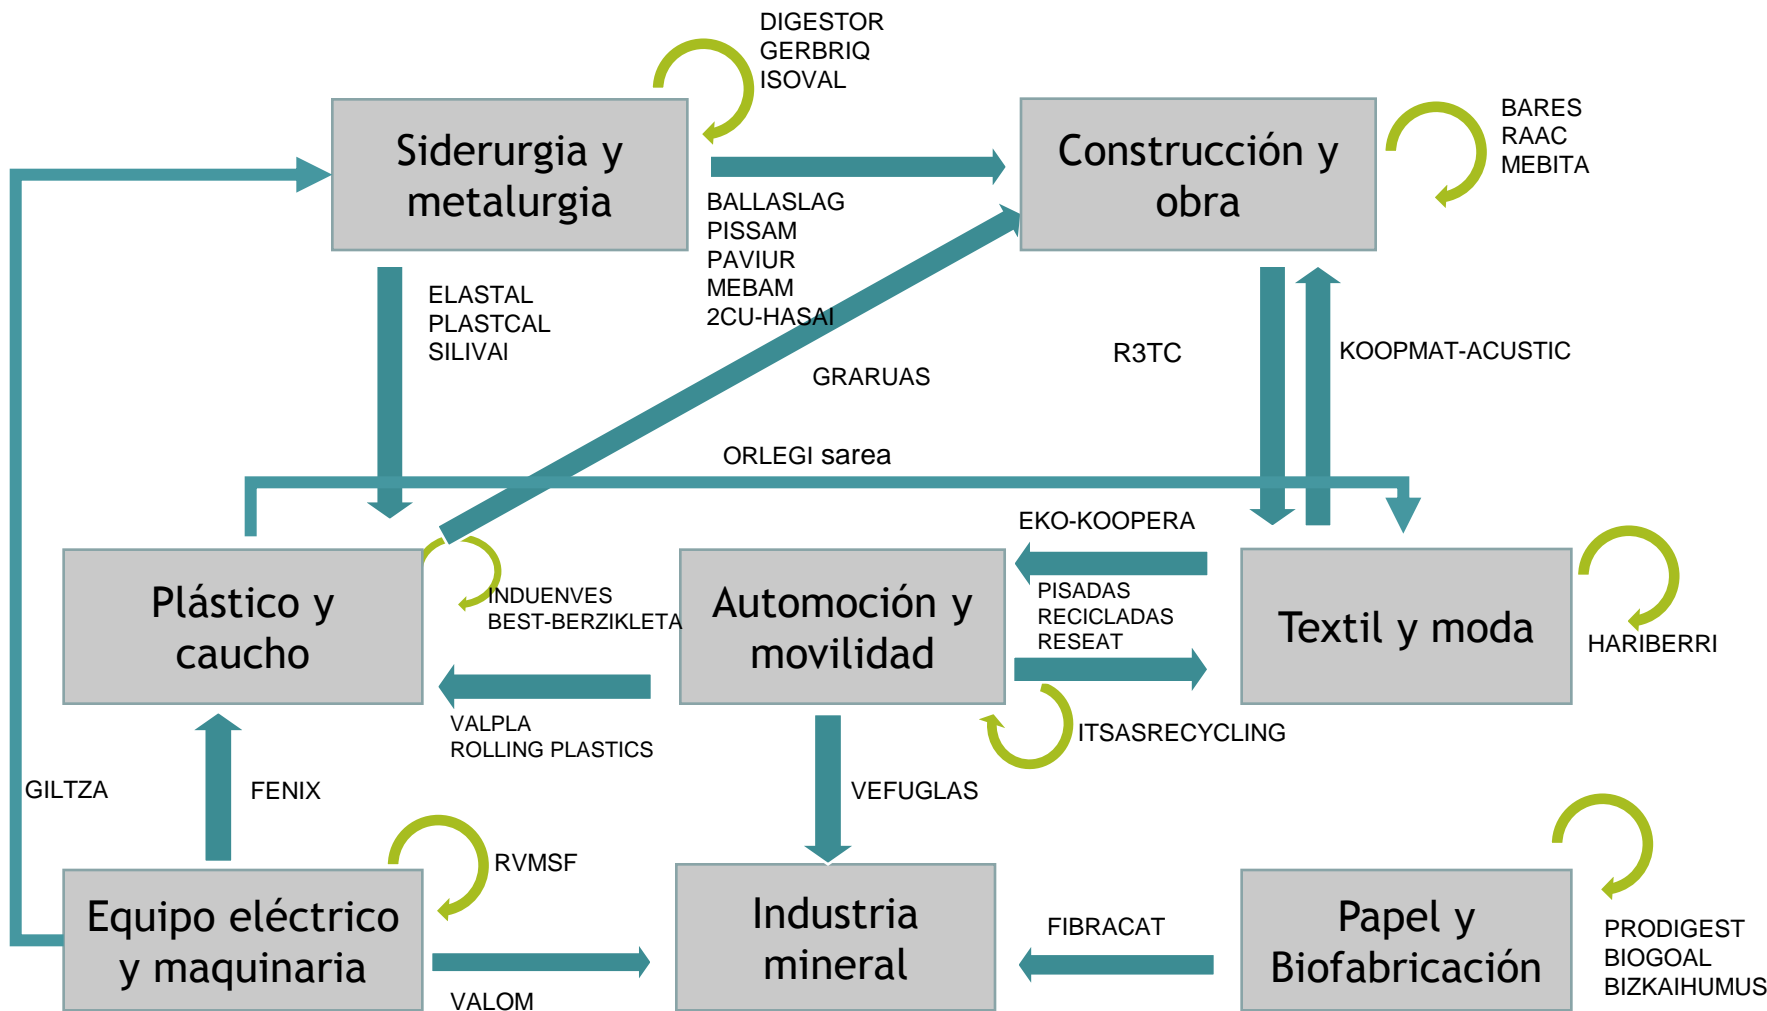 DIGESTOR
GERBRIQ
ISOVAL
Siderurgia y
metalurgia
Construcción y
obra
BARES
RAAC
MEBITA
BALLASLAG
PISSAM
PAVIUR
MEBAM
2CU-HASAI
ELASTAL
PLASTCAL
SILIVAI
GRARUAS
R3TC
KOOPMAT-ACUSTIC
ORLEGI sarea
EKO-KOOPERA
Plástico y
caucho
INDUENVES
BEST-BERZIKLETA
Automoción y
movilidad
PISADAS
RECICLADAS
RESEAT
Textil y moda
HARIBERRI
VALPLA
ROLLING PLASTICS
ITSASRECYCLING
GILTZA
FENIX
VEFUGLAS
RVMSF
Equipo eléctrico
y maquinaria
VALOM
Industria
mineral
FIBRACAT
Papel y
Biofabricación
PRODIGEST
BIOGOAL
BIZKAIHUMUS